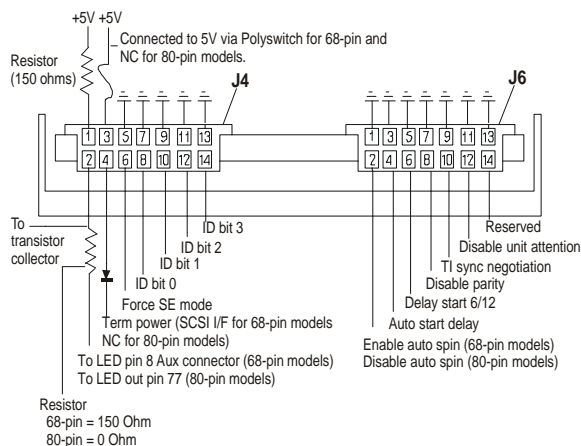 +5V +5V
Connected to 5V via Polyswitch for 68-pin and
NC for 80-pin models.
Resistor
(150 ohms)
J4
J6
1 3 5 7 9 11 13
2 4 6 8 10 12 14
1 3 5 7 9 11 13
2 4 6 8 10 12 14
To
transistor
collector
ID bit 3
ID bit 2
ID bit 1
ID bit 0
Force SE mode
Term power (SCSI I/F for 68-pin models
NC for 80-pin models)
To LED pin 8 Aux connector (68-pin models)
To LED out pin 77 (80-pin models)
Resistor
68-pin = 150 Ohm
80-pin = 0 Ohm
Reserved
Disable unit attention
TI sync negotiation
Disable parity
Delay start 6/12
Auto start delay
Enable auto spin (68-pin models)
Disable auto spin (80-pin models)